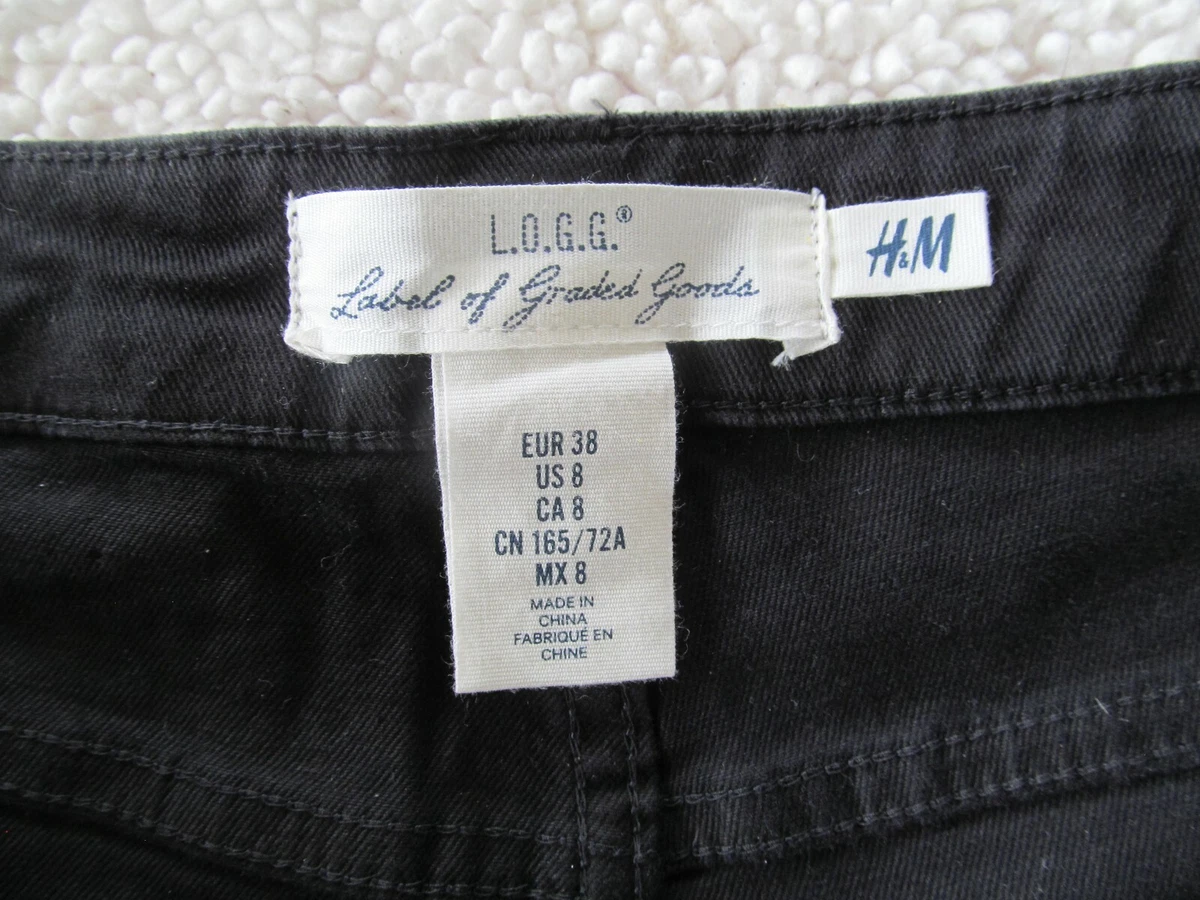 L.O.G.G.®
Label of Graded Goods
H&M
EUR 38
US 8
CA 8
CN 165/72A
MX 8
MADE IN
CHINA
FABRIQUÉ EN
CHINE